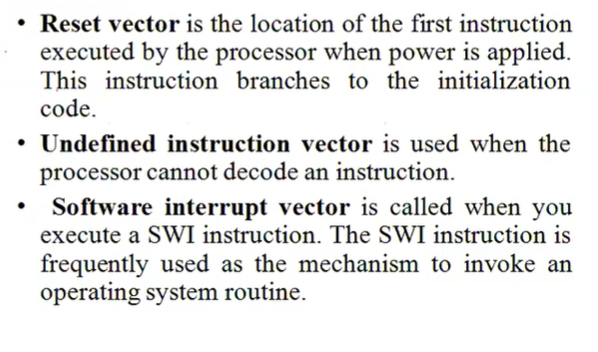 • Reset vector is the location of the first instruction
executed by the processor when power is applied.
This instruction branches to the initialization
code.
• Undefined instruction vector is used when the
processor cannot decode an instruction.
• Software interrupt vector is called when you
execute a SWI instruction. The SWI instruction is
frequently used as the mechanism to invoke an
operating system routine.